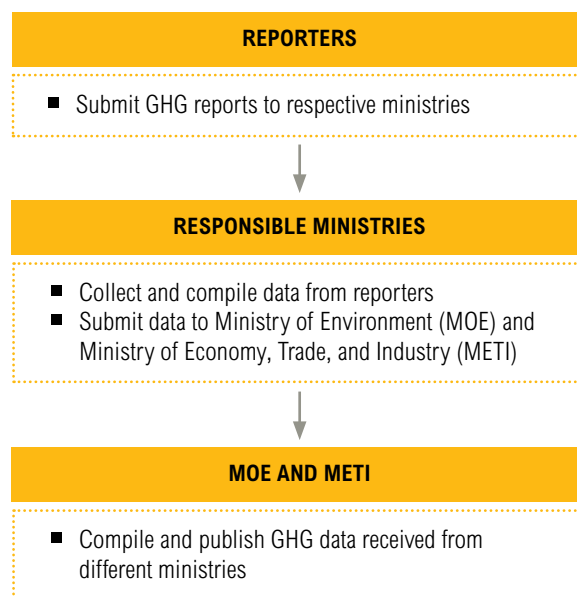 REPORTERS
■ Submit GHG reports to respective ministries
RESPONSIBLE MINISTRIES
■ Collect and compile data from reporters
■ Submit data to Ministry of Environment (MOE) and
Ministry of Economy, Trade, and Industry (METI)
MOE AND METI
■ Compile and publish GHG data received from
different ministries